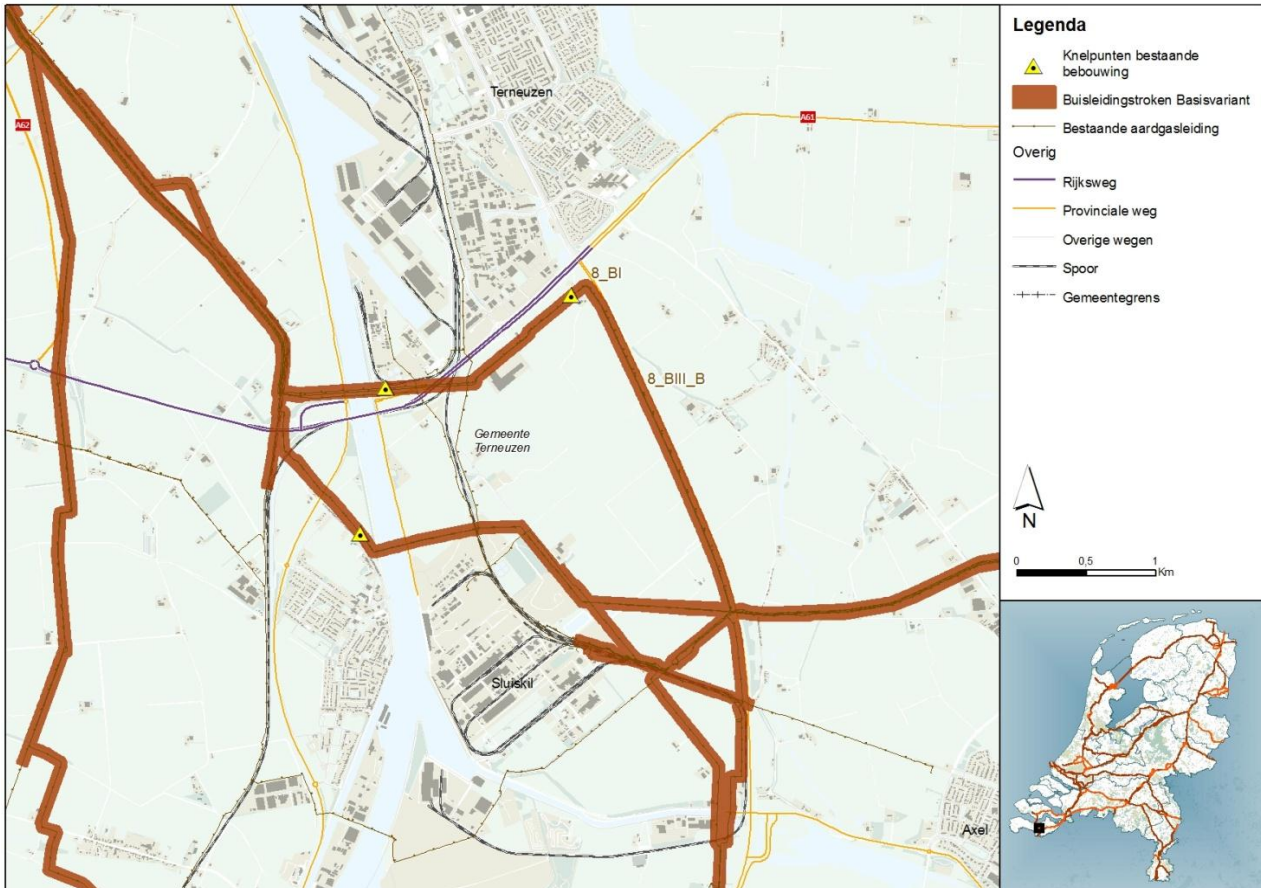 Terneuzen
A62
A61
8_BI
8_BIII_B
Gemeente
Terneuzen
Sluiskil
Axel
Legenda
Knelpunten bestaande
bebouwing
Buisleidingstroken Basisvariant
Bestaande aardgasleiding
Overig
Rijksweg
Provinciale weg
Overige wegen
Spoor
Gemeentegrens
N
0 0,5 1
Km